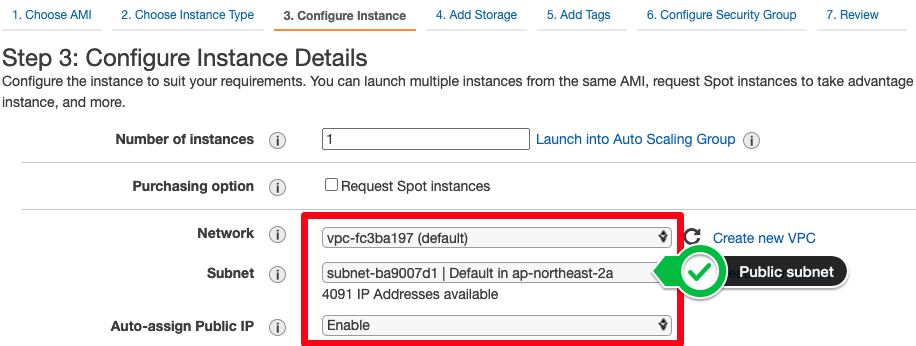 1. Choose AMI 2. Choose Instance Type 3. Configure Instance 4. Add Storage 5. Add Tags 6. Configure Security Group 7. Review
Step 3: Configure Instance Details
Configure the instance to suit your requirements. You can launch multiple instances from the same AMI, request Spot instances to take advantage
instance, and more.
Number of instances i 1 Launch into Auto Scaling Group i
Purchasing option i Request Spot instances
Network i vpc-fc3ba197 (default) Create new VPC
Subnet i subnet-ba9007d1 | Default in ap-northeast-2a Public subnet
4091 IP Addresses available
Auto-assign Public IP i Enable